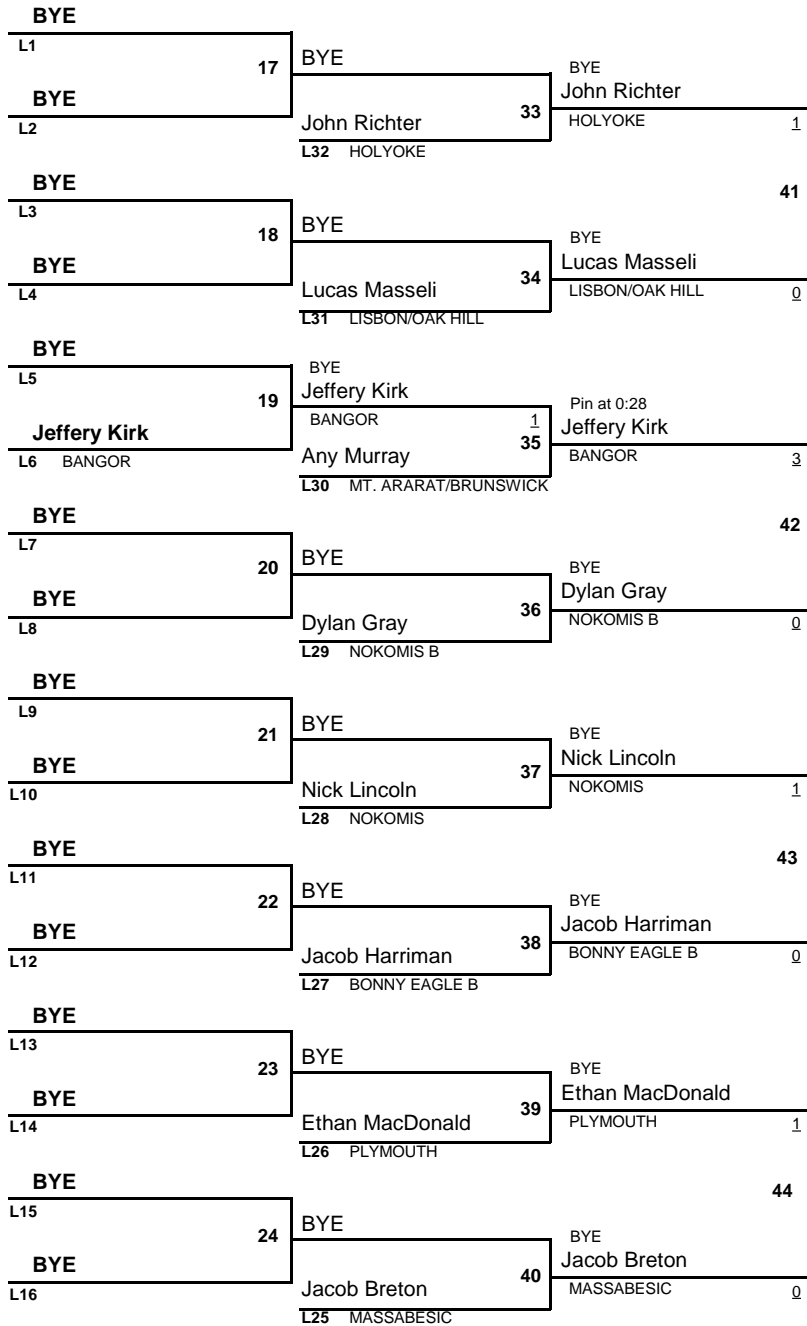 BYE
L1
17
BYE
BYE
BYE
John Richter
L2
John Richter
33
HOLYOKE 1
L32 HOLYOKE
BYE
41
L3
18
BYE
BYE
BYE
Lucas Masseli
L4
Lucas Masseli
34
LISBON/OAK HILL 0
L31 LISBON/OAK HILL
BYE
L5
BYE
19
Jeffery Kirk
Pin at 0:28
BANGOR 1
Jeffery Kirk
Jeffery Kirk
35
L6 BANGOR
Any Murray
BANGOR 3
L30 MT. ARARAT/BRUNSWICK
BYE
42
L7
20
BYE
BYE
BYE
Dylan Gray
L8
Dylan Gray
36
NOKOMIS B 0
L29 NOKOMIS B
BYE
L9
21
BYE
BYE
BYE
Nick Lincoln
L10
Nick Lincoln
37
NOKOMIS 1
L28 NOKOMIS
BYE
43
L11
22
BYE
BYE
BYE
Jacob Harriman
L12
Jacob Harriman
38
BONNY EAGLE B 0
L27 BONNY EAGLE B
BYE
L13
23
BYE
BYE
BYE
Ethan MacDonald
L14
Ethan MacDonald
39
PLYMOUTH 1
L26 PLYMOUTH
BYE
44
L15
24
BYE
BYE
BYE
Jacob Breton
L16
Jacob Breton
40
MASSABESIC 0
L25 MASSABESIC